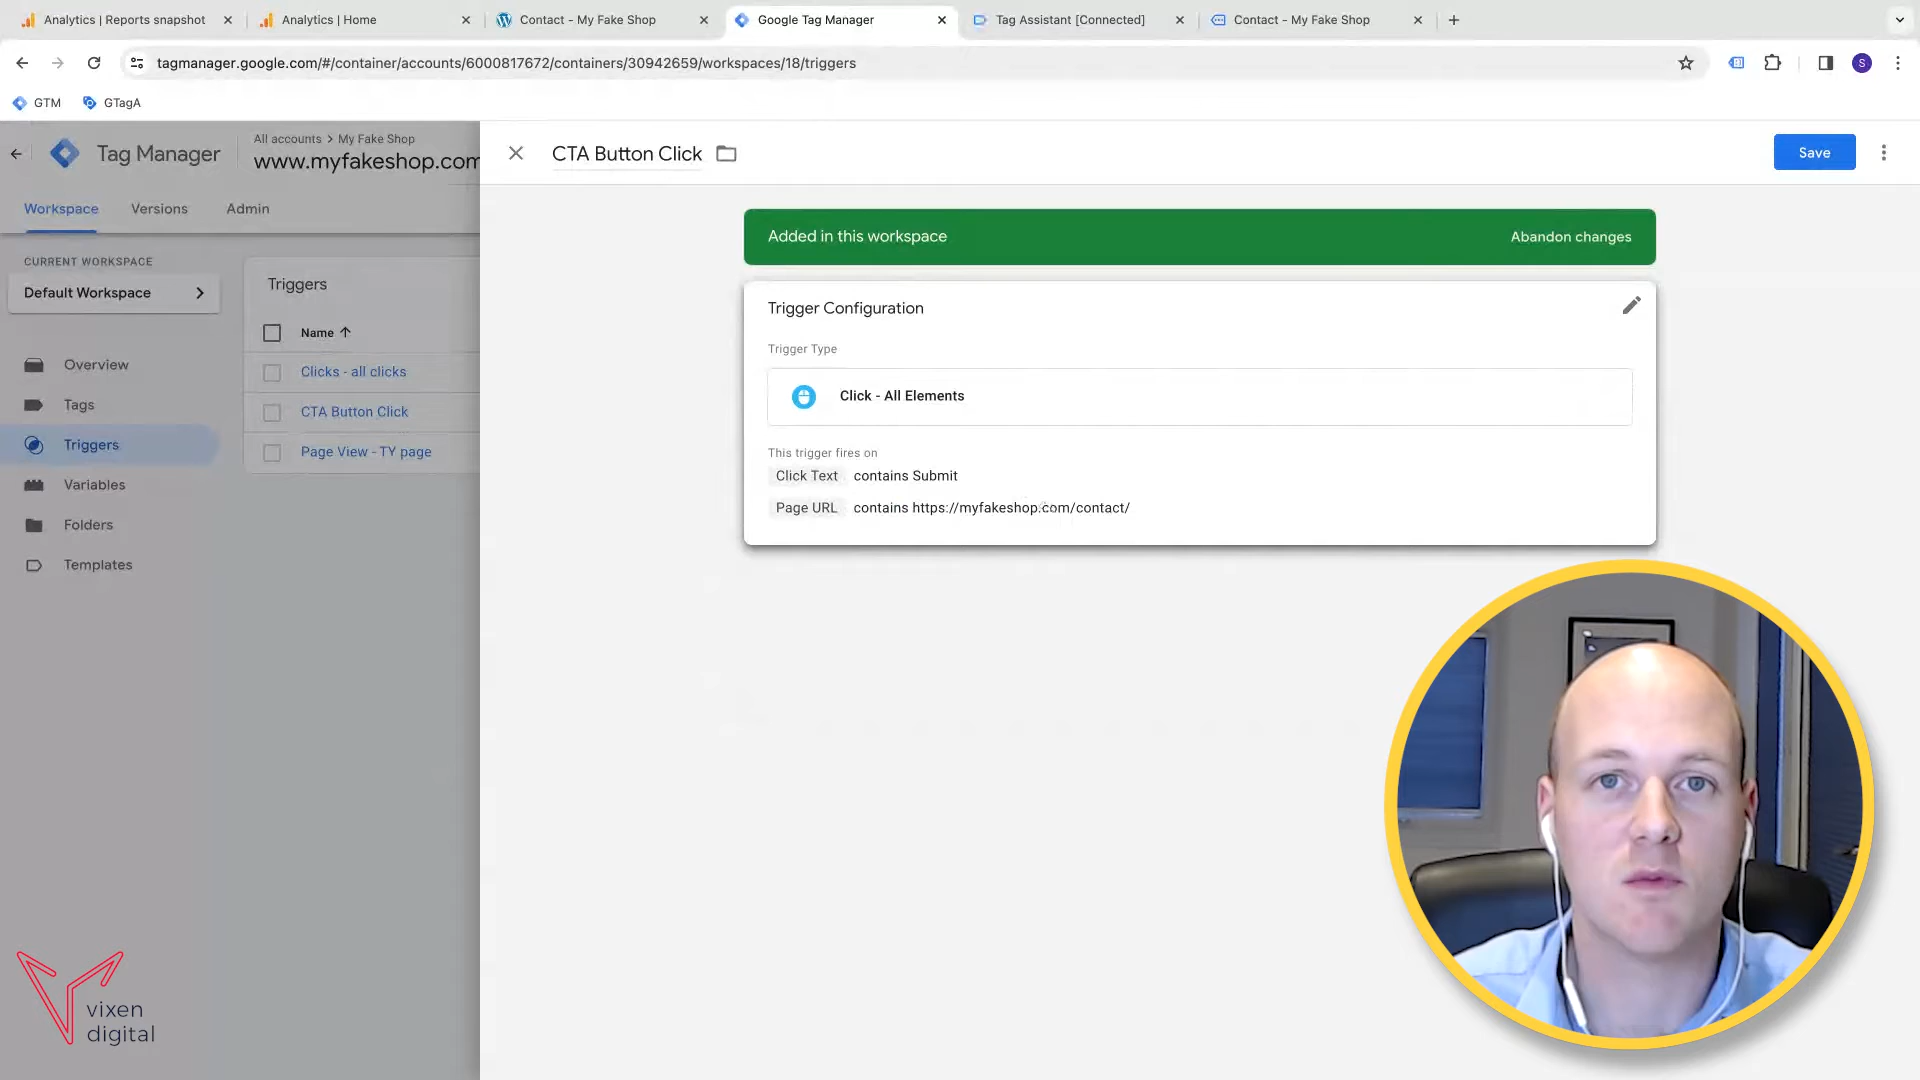 Analytics | Reports snapshot
Analytics | Home
Contact - My Fake Shop
Google Tag Manager
Tag Assistant [Connected]
Contact - My Fake Shop
tagmanager.google.com/#/container/accounts/6000817672/containers/30942659/workspaces/18/triggers
S
GTM
GTagA
Tag Manager
All accounts > My Fake Shop
www.myfakeshop.com
CTA Button Click
Save
Workspace
Versions
Admin
Added in this workspace
Abandon changes
CURRENT WORKSPACE
Default Workspace
Overview
Tags
Triggers
Variables
Folders
Templates
Triggers
Name
Clicks - all clicks
CTA Button Click
Page View - TY page
Trigger Configuration
Trigger Type
Click - All Elements
This trigger fires on
Click Text contains Submit
Page URL contains https://myfakeshop.com/contact/
vixen
digital